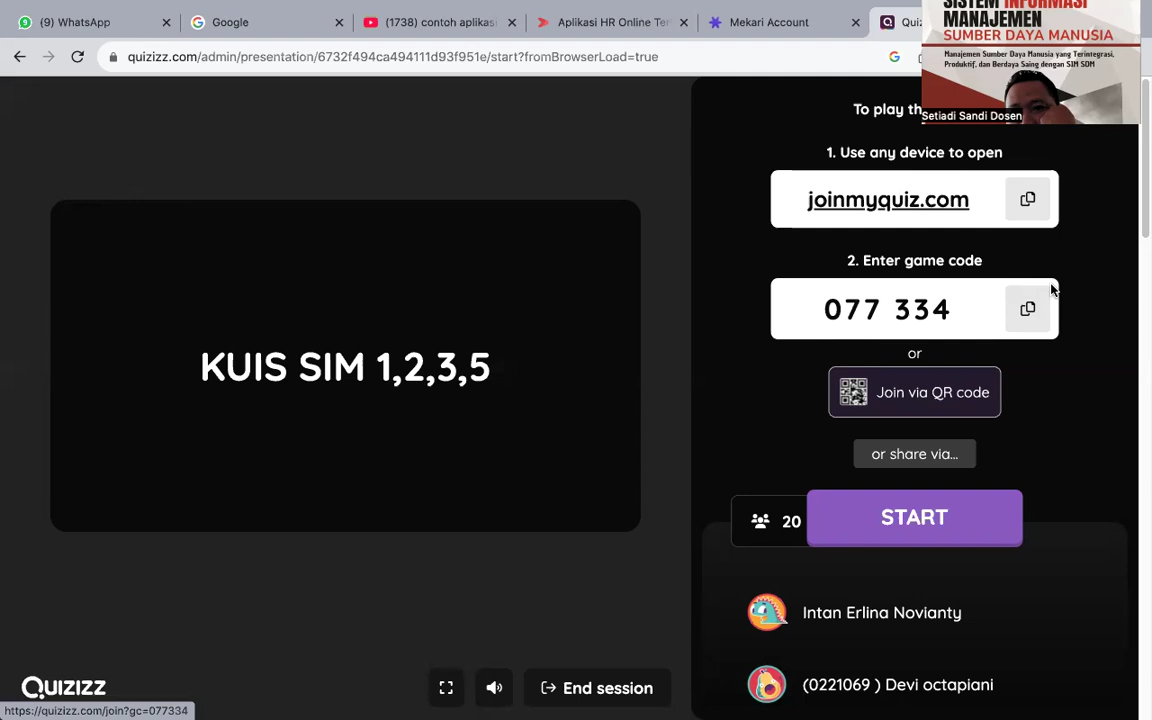 (9) WhatsApp
Google
(1738) contoh aplikasi
Aplikasi HR Online Ter
Mekari Account
Quiz
quizizz.com/admin/presentation/6732f494ca494111d93f951e/start?fromBrowserLoad=true
SISTEM INFORMASI
MANAJEMEN
SUMBER DAYA MANUSIA
Manajemen Sumber Daya Manusia yang Terintegrasi,
Produktif, dan Berdaya Saing dengan SIM SDM
Setiadi Sandi Dosen
To play th
1. Use any device to open
joinmyquiz.com
2. Enter game code
077 334
or
Join via QR code
or share via...
20
START
KUIS SIM 1,2,3,5
Intan Erlina Novianty
(0221069 ) Devi octapiani
Quizizz
End session
https://quizizz.com/join?gc=077334